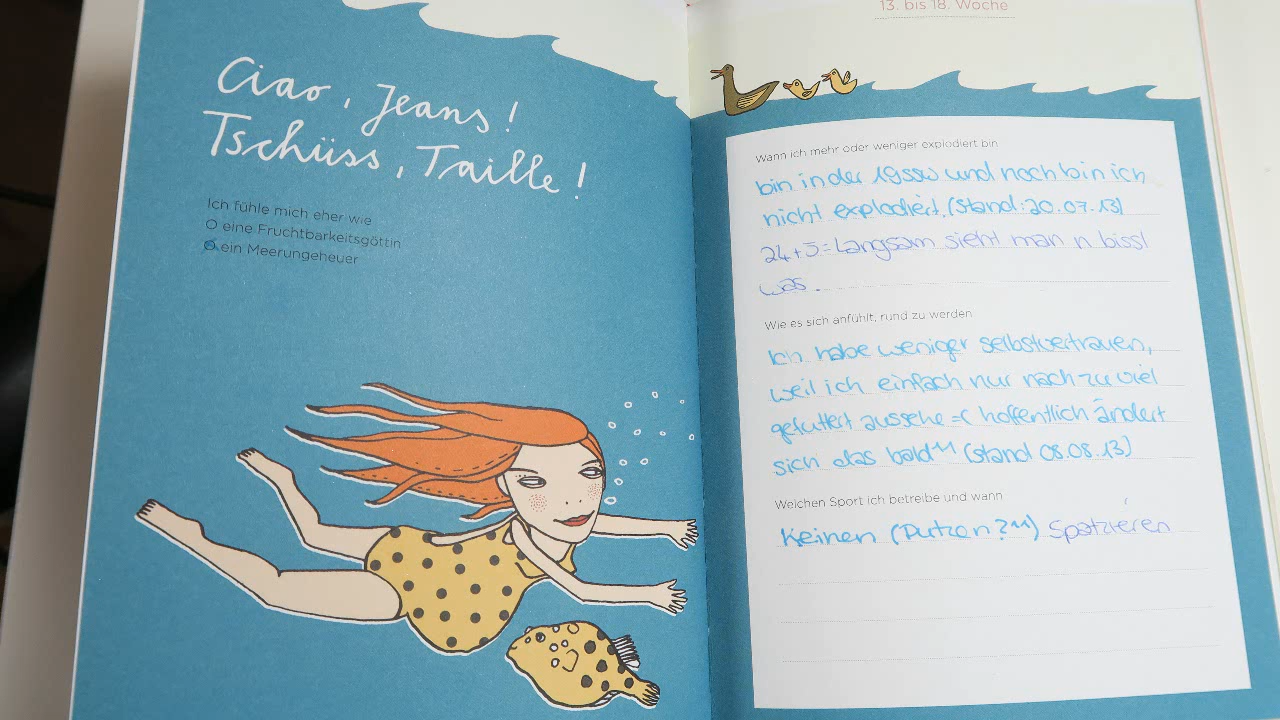 Ciao, Jeans!
Tschüss, Taille!
Ich fühle mich eher wie
O eine Fruchtbarkeitsgöttin
O ein Meerungeheuer
13. bis 18. Woche
Wann ich mehr oder weniger explodiert bin
bin in der 19ssw und noch bin ich
nicht explodiert. (Stand: 20.07.13)
24+5 = Langsam sieht man n bissl
was.
Wie es sich anfühlt, rund zu werden
Ich habe weniger selbstvertrauen,
weil ich einfach nur nach zu viel
gefuttert aussehe =( hoffentlich ändert
sich das bald^^ (stand 08.08.13)
Welchen Sport ich betreibe und wann
Keinen (Putzen?^^) Spatzieren